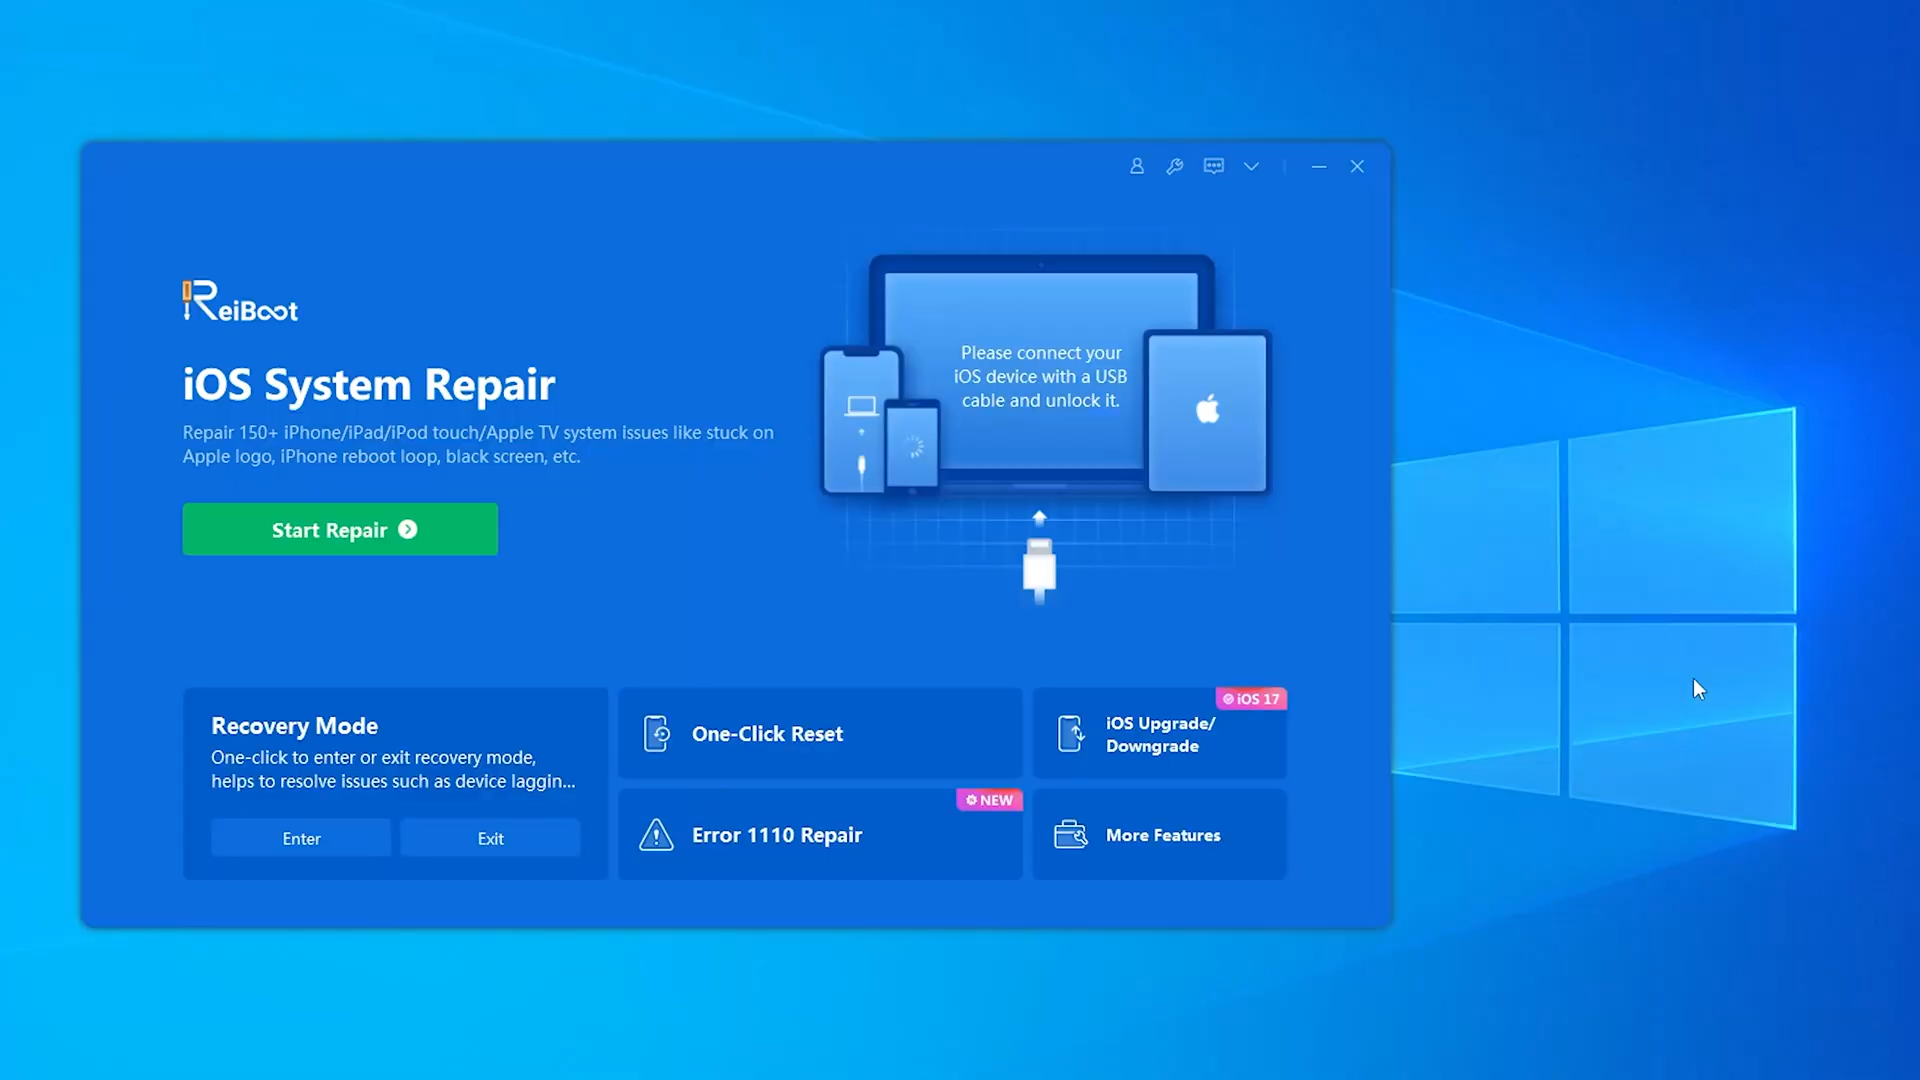 ReiBoot
iOS System Repair
Repair 150+ iPhone/iPad/iPod touch/Apple TV system issues like stuck on
Apple logo, iPhone reboot loop, black screen, etc.
Start Repair
Please connect your
iOS device with a USB
cable and unlock it.
Recovery Mode
One-click to enter or exit recovery mode,
helps to resolve issues such as device laggin...
Enter
Exit
One-Click Reset
iOS 17
iOS Upgrade/
Downgrade
NEW
Error 1110 Repair
More Features